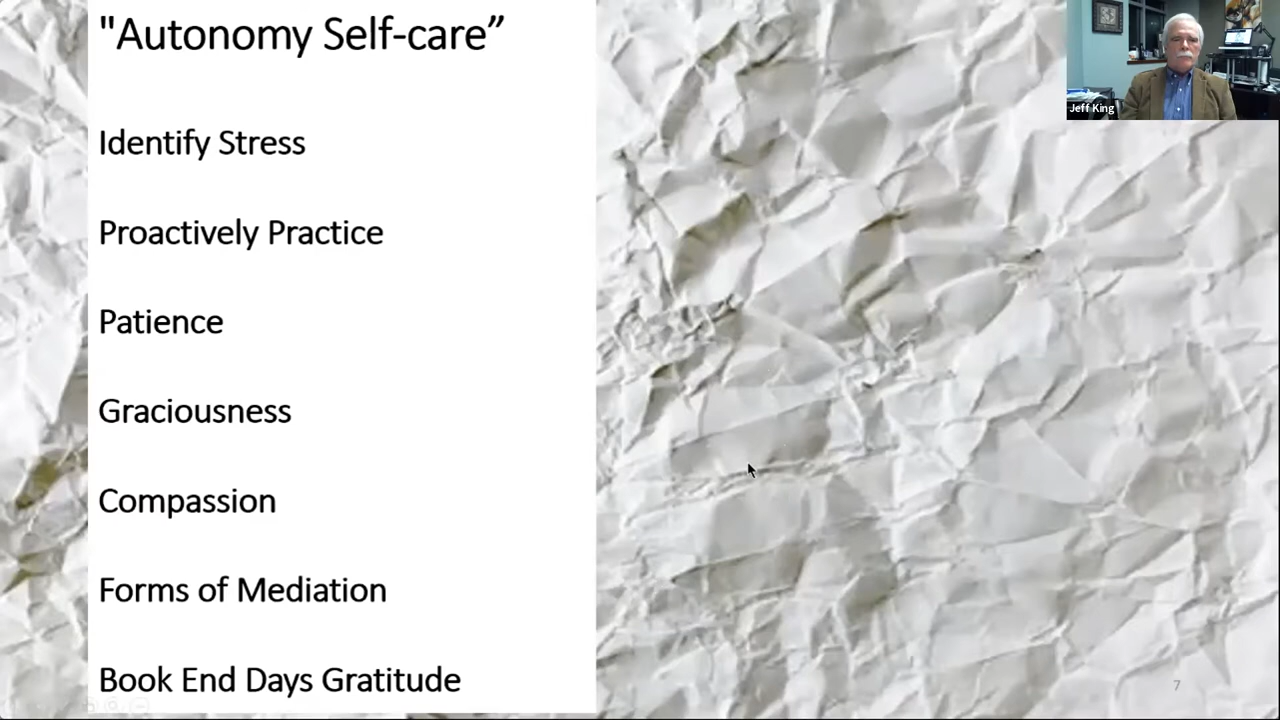 "Autonomy Self-care”
Jeff King
Identify Stress
Proactively Practice
Patience
Graciousness
Compassion
Forms of Mediation
Book End Days Gratitude
7